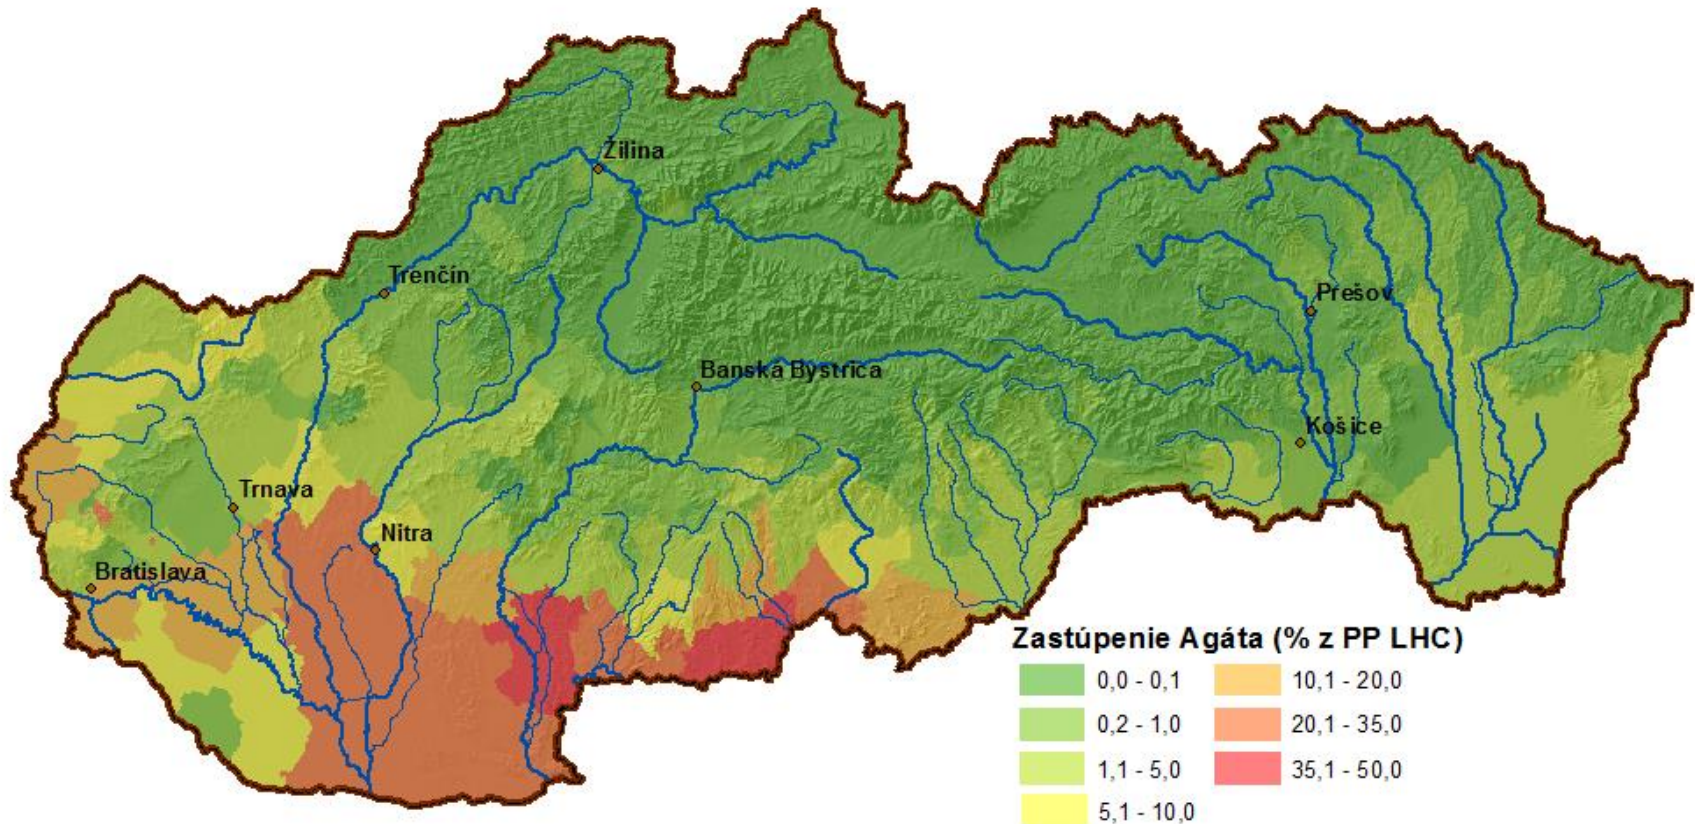 Žilina
Trenčín
Prešov
Banská Bystrica
Košice
Trnava
Nitra
Bratislava
Zastúpenie Agáta (% z PP LHC)
0,0 - 0,1
10,1 - 20,0
0,2 - 1,0
20,1 - 35,0
1,1 - 5,0
35,1 - 50,0
5,1 - 10,0